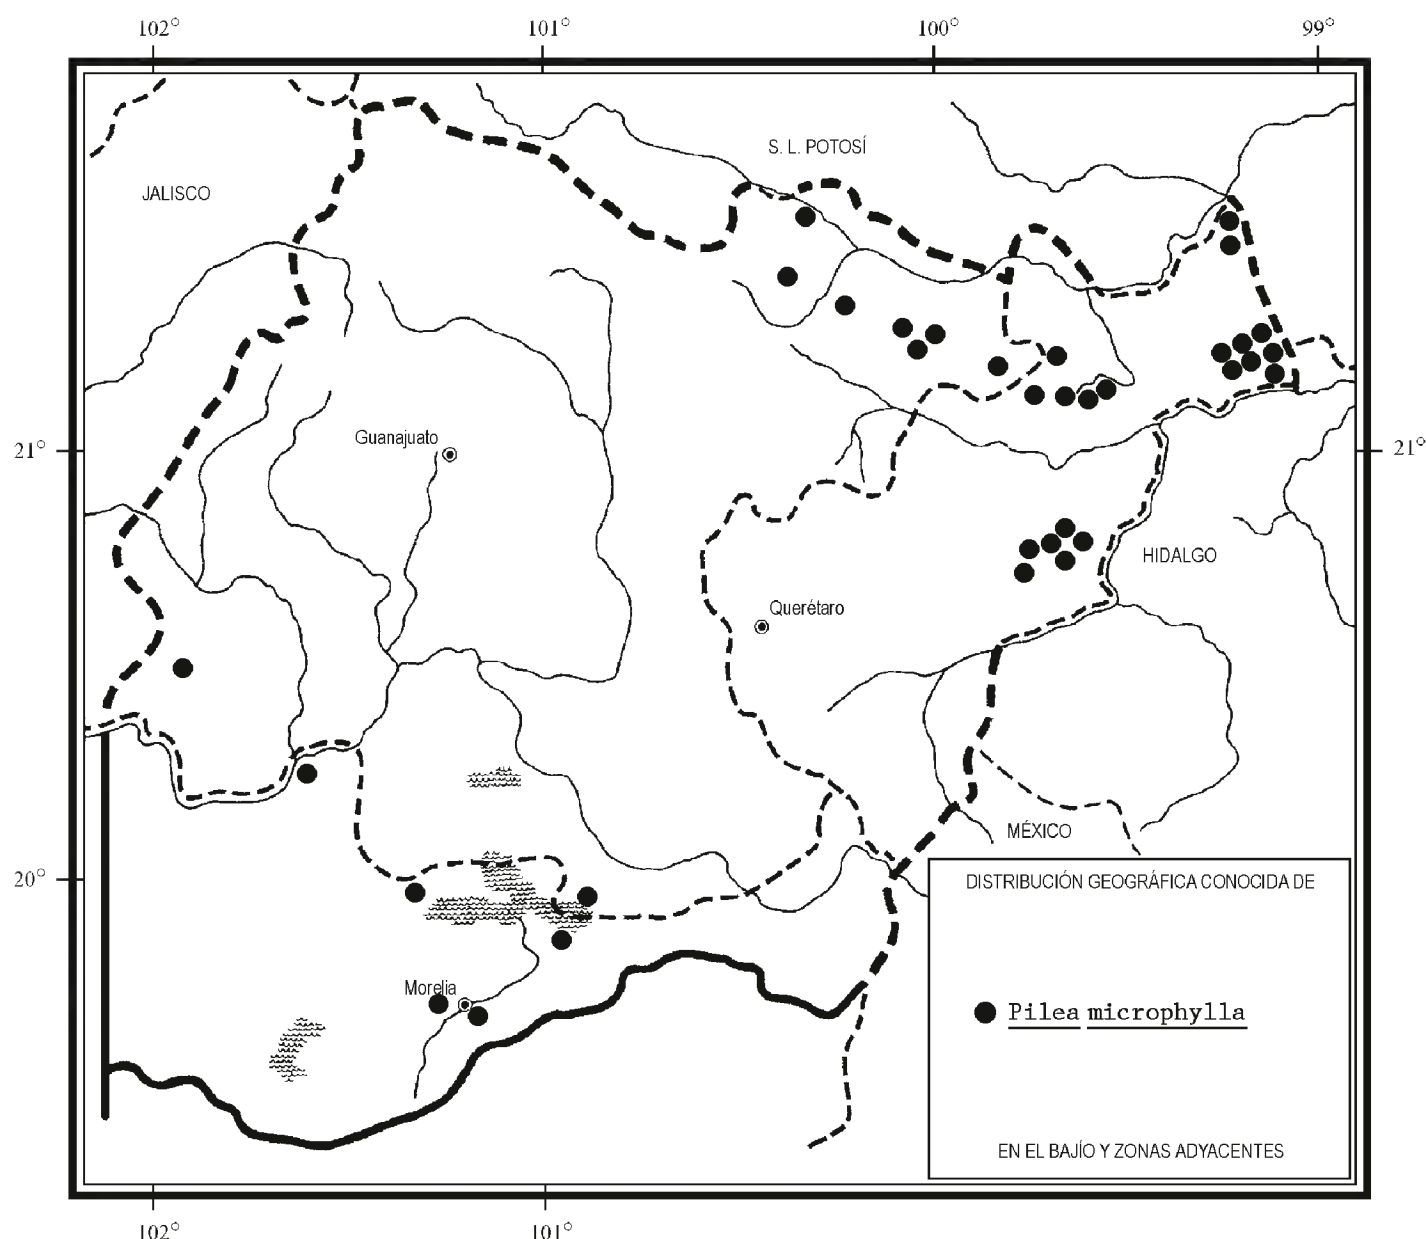 102° 101° 100° 99°
S. L. POTOSÍ
JALISCO
Guanajuato
21° 21°
HIDALGO
Querétaro
MÉXICO
20°
DISTRIBUCIÓN GEOGRÁFICA CONOCIDA DE
Morelia
Pilea microphylla
EN EL BAJÍO Y ZONAS ADYACENTES
102° 101°